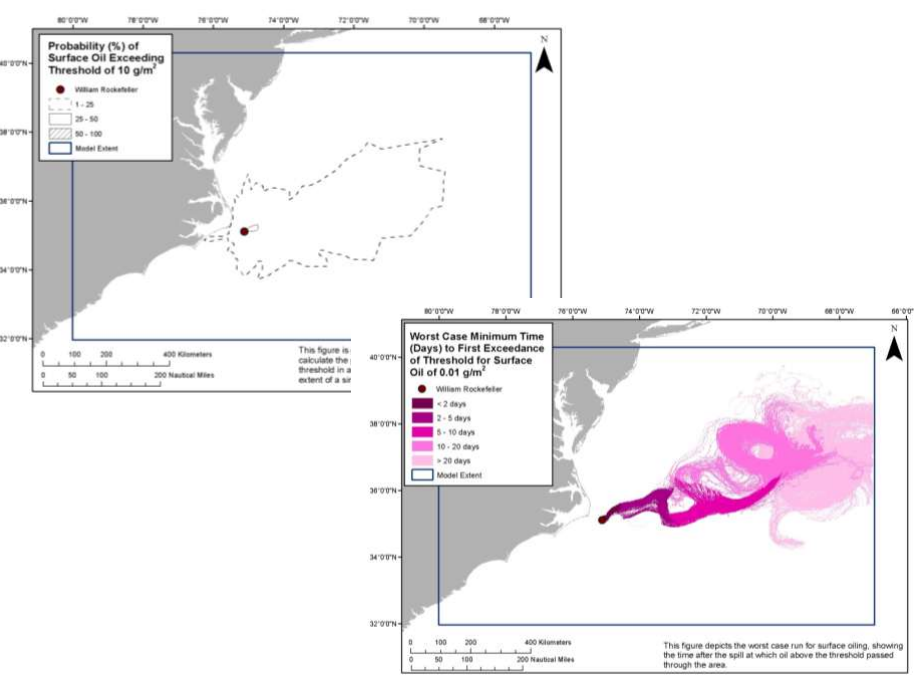 80°0'0"W 78°0'0"W 76°0'0"W 74°0'0"W 72°0'0"W 70°0'0"W 68°0'0"W
Probability (%) of
Surface Oil Exceeding
Threshold of 10 g/m²
William Rockefeller
1 - 25
25 - 50
50 - 100
Model Extent
N
40°0'0"N
38°0'0"N
36°0'0"N
34°0'0"N
32°0'0"N
0 100 200 400 Kilometers
0 50 100 200 Nautical Miles
This figure is
calculate the
threshold in a
extent of a sin
80°0'0"W 78°0'0"W 76°0'0"W 74°0'0"W 72°0'0"W 70°0'0"W 68°0'0"W 66°0'0"
Worst Case Minimum Time
(Days) to First Exceedance
of Threshold for Surface
Oil of 0.01 g/m²
William Rockefeller
< 2 days
2 - 5 days
5 - 10 days
10 - 20 days
> 20 days
Model Extent
N
40°0'0"N
38°0'0"N
36°0'0"N
34°0'0"N
32°0'0"N
0 100 200 400 Kilometers
0 50 100 200 Nautical Miles
This figure depicts the worst case run for surface oiling, showing
the time after the spill at which oil above the threshold passed
through the area.